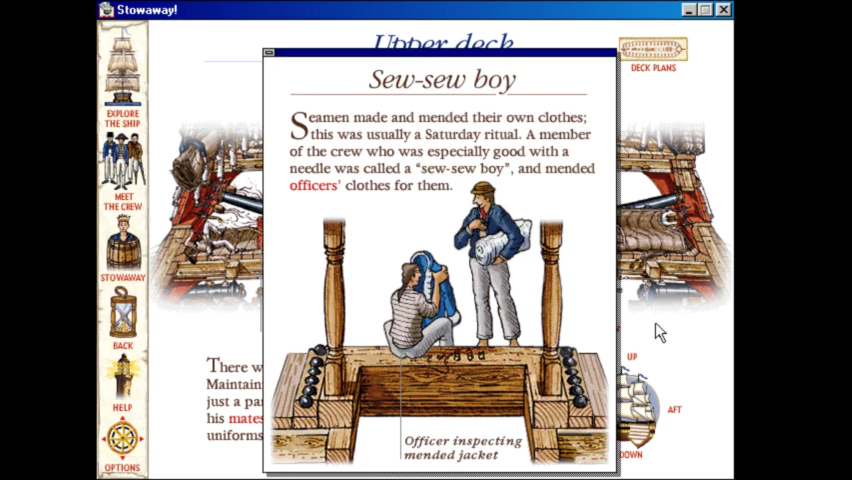 Stowaway!
Upper deck
DECK PLANS
EXPLORE
THE SHIP
MEET
THE CREW
STOWAWAY
BACK
HELP
OPTIONS
Sew-sew boy
Seamen made and mended their own clothes;
this was usually a Saturday ritual. A member
of the crew who was especially good with a
needle was called a “sew-sew boy”, and mended
officers’ clothes for them.
Officer inspecting
mended jacket
There w
Maintain
just a pa
his mates
uniforms
UP
AFT
DOWN